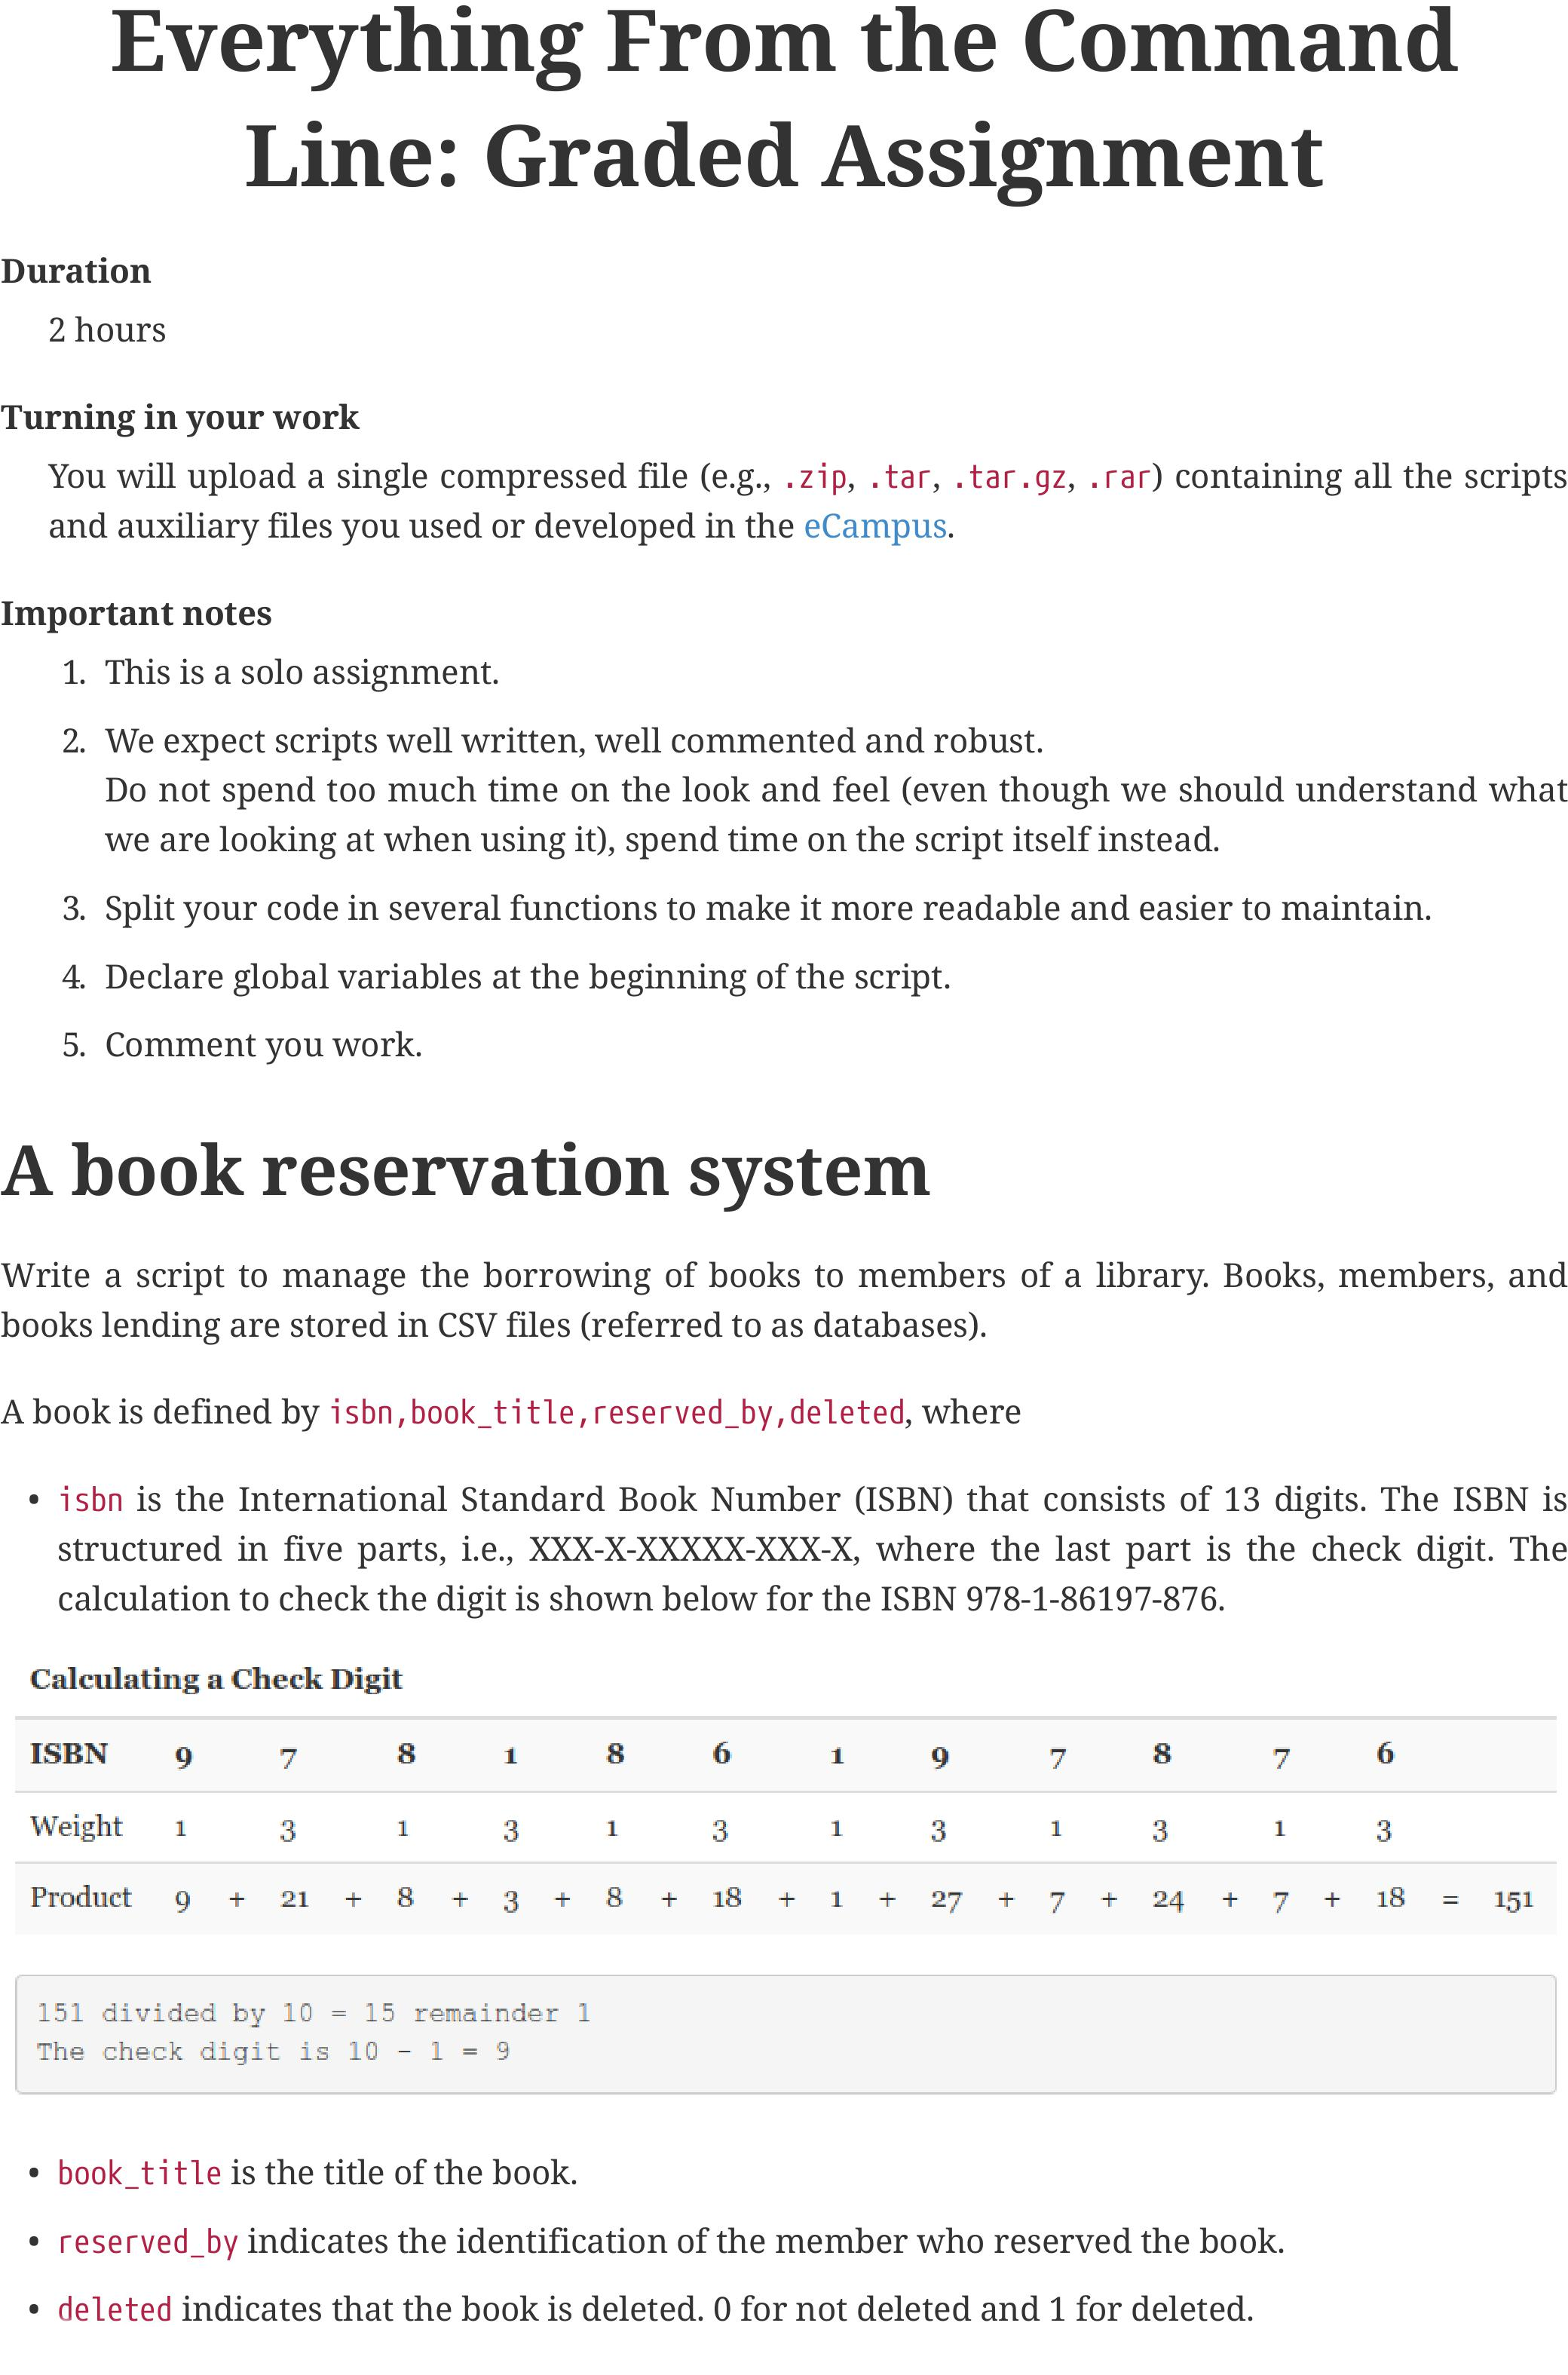 Everything From the Command
Line: Graded Assignment
Duration
2 hours
Turning in your work
You will upload a single compressed file (e.g., .zip, .tar, .tar.gz, .rar) containing all the scripts
and auxiliary files you used or developed in the eCampus.
Important notes
1. This is a solo assignment.
2. We expect scripts well written, well commented and robust.
Do not spend too much time on the look and feel (even though we should understand what
we are looking at when using it), spend time on the script itself instead.
3. Split your code in several functions to make it more readable and easier to maintain.
4. Declare global variables at the beginning of the script.
5. Comment you work.
A book reservation system
Write a script to manage the borrowing of books to members of a library. Books, members, and
books lending are stored in CSV files (referred to as databases).
A book is defined by isbn,book_title,reserved_by,deleted, where
• isbn is the International Standard Book Number (ISBN) that consists of 13 digits. The ISBN is
structured in five parts, i.e., XXX-X-XXXXX-XXX-X, where the last part is the check digit. The
calculation to check the digit is shown below for the ISBN 978-1-86197-876.
Calculating a Check Digit
ISBN 9 7 8 1 8 6 1 9 7 8 7 6
Weight 1 3 1 3 1 3 1 3 1 3 1 3
Product 9 + 21 + 8 + 3 + 8 + 18 + 1 + 27 + 7 + 24 + 7 + 18 = 151
151 divided by 10 = 15 remainder 1
The check digit is 10 - 1 = 9
• book_title is the title of the book.
• reserved_by indicates the identification of the member who reserved the book.
• deleted indicates that the book is deleted. 0 for not deleted and 1 for deleted.